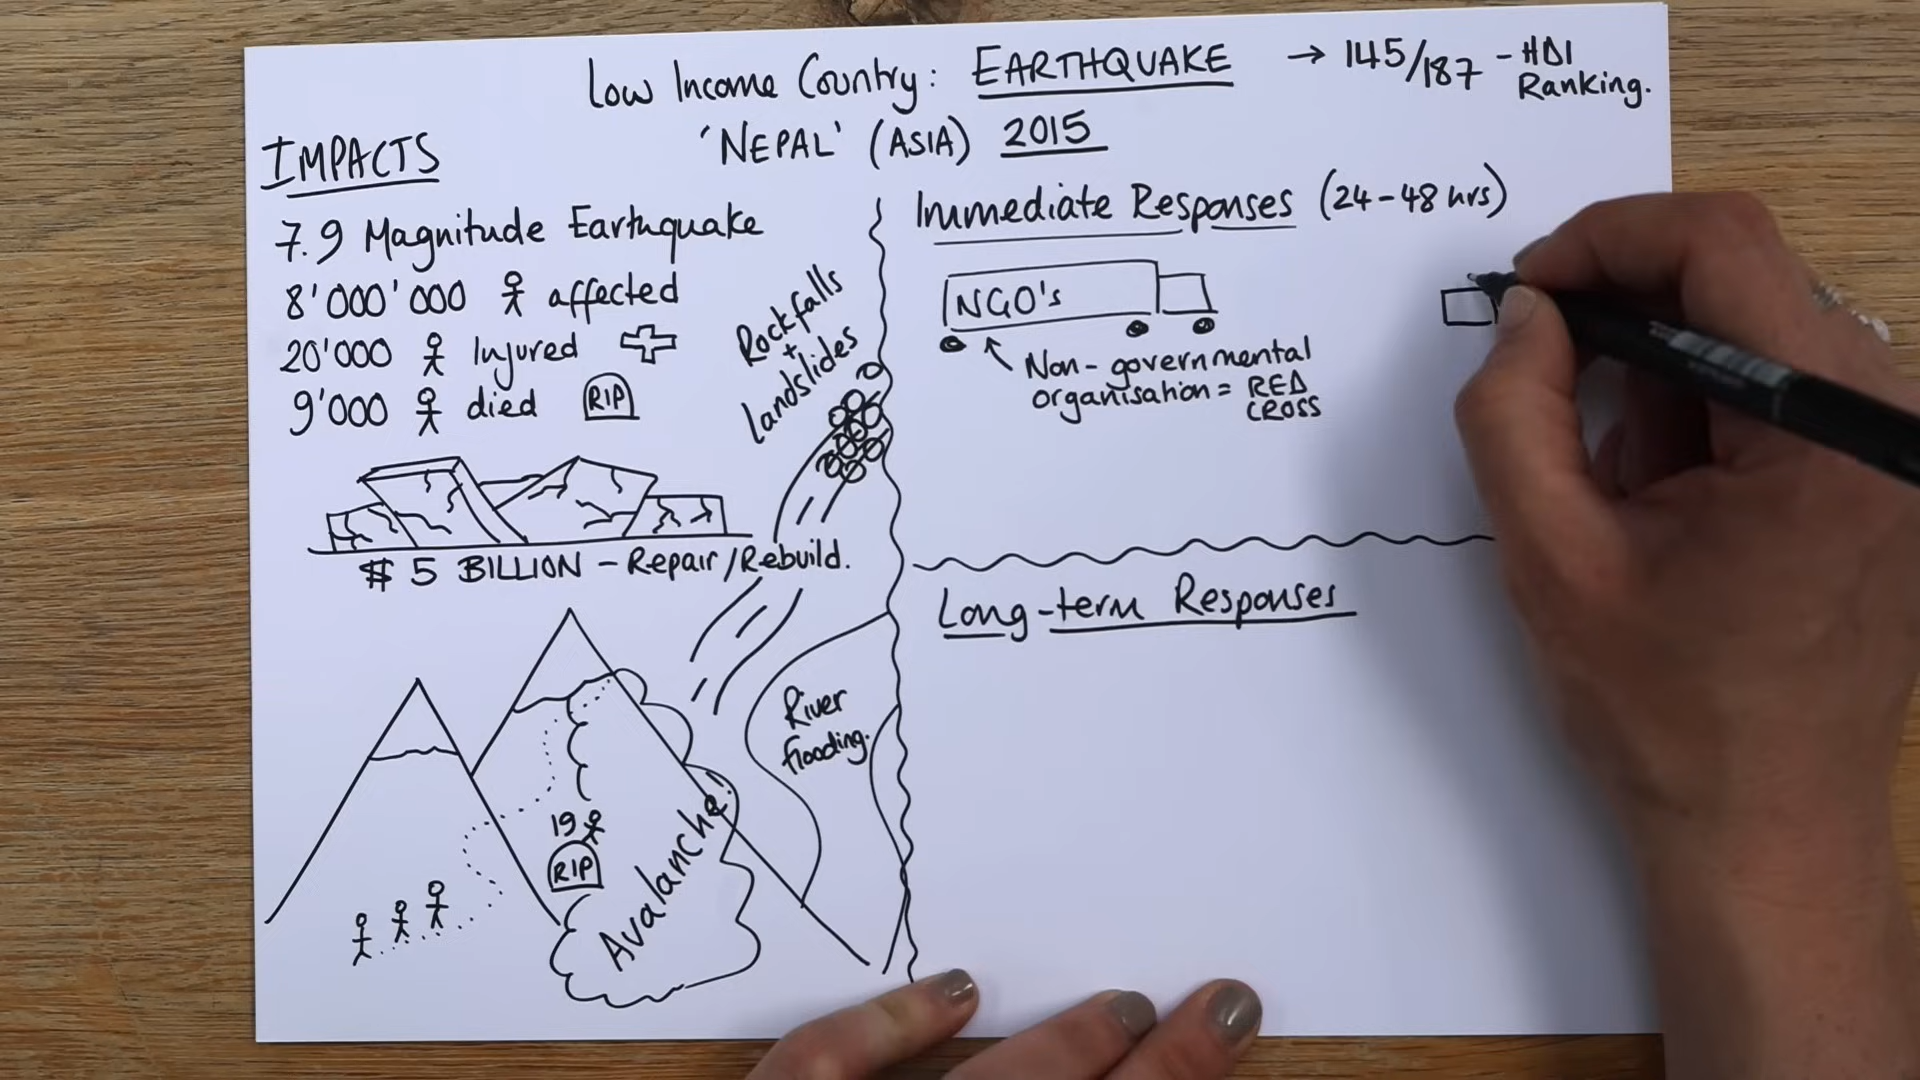 Low Income Country: EARTHQUAKE → 145/187 - HDI Ranking.
'NEPAL' (ASIA) 2015
IMPACTS
7.9 Magnitude Earthquake
8'000'000 affected
20'000 Injured
9'000 died RIP
Rockfalls
+
Landslides
$ 5 BILLION - Repair/Rebuild.
River
flooding.
19
RIP
Avalanche!
Immediate Responses (24-48 hrs)
NGO's
Non-governmental
organisation = RED
CROSS
Long-term Responses